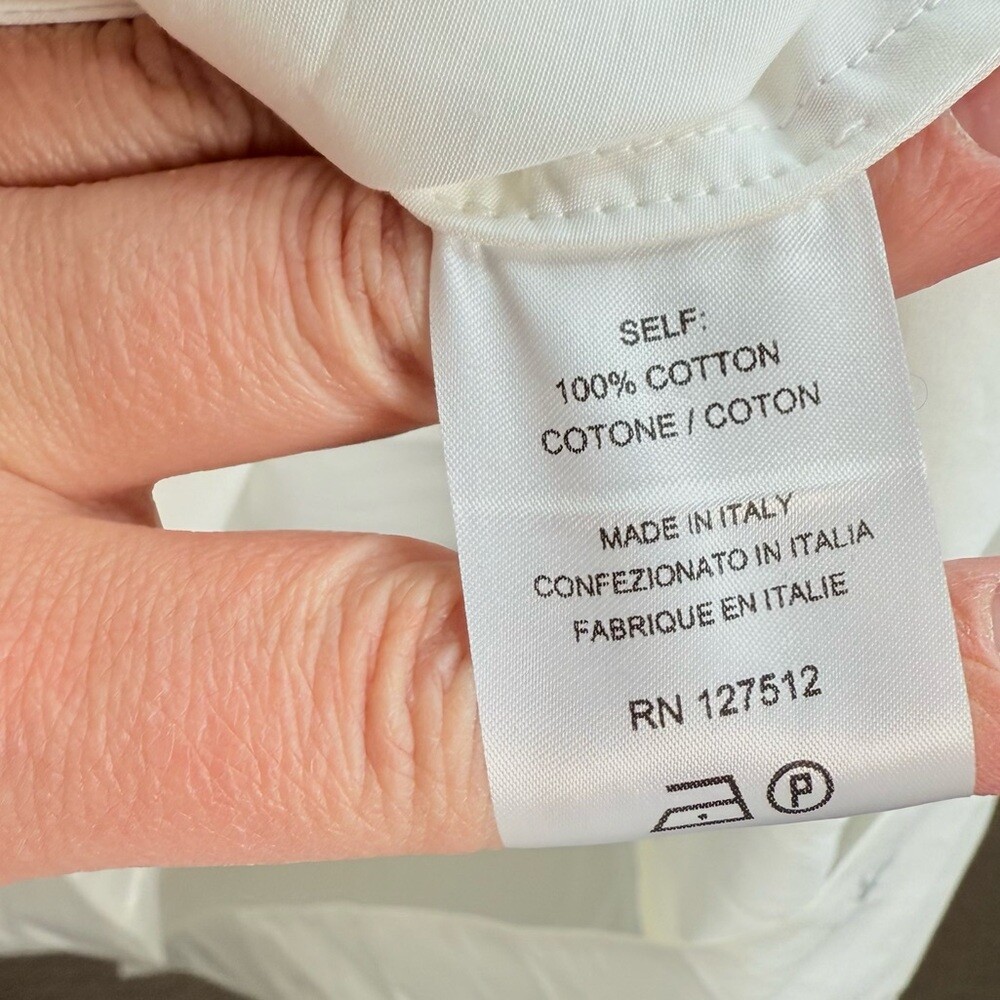 SELF:
100% COTTON
COTONE / COTON
MADE IN ITALY
CONFEZIONATO IN ITALIA
FABRIQUE EN ITALIE
RN 127512
P